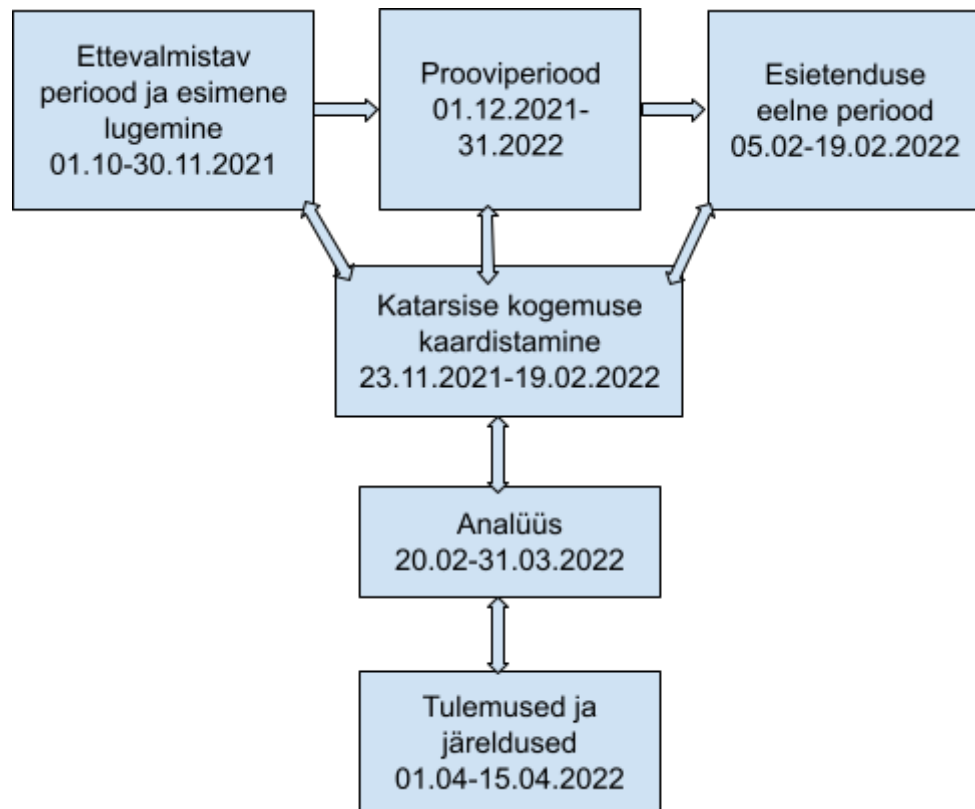 Ettevalmistav
periood ja esimene
lugemine
01.10-30.11.2021
Prooviperiood
01.12.2021-
31.2022
Esietenduse
eelne periood
05.02-19.02.2022
Katarsise kogemuse
kaardistamine
23.11.2021-19.02.2022
Analüüs
20.02-31.03.2022
Tulemused ja
järeldused
01.04-15.04.2022